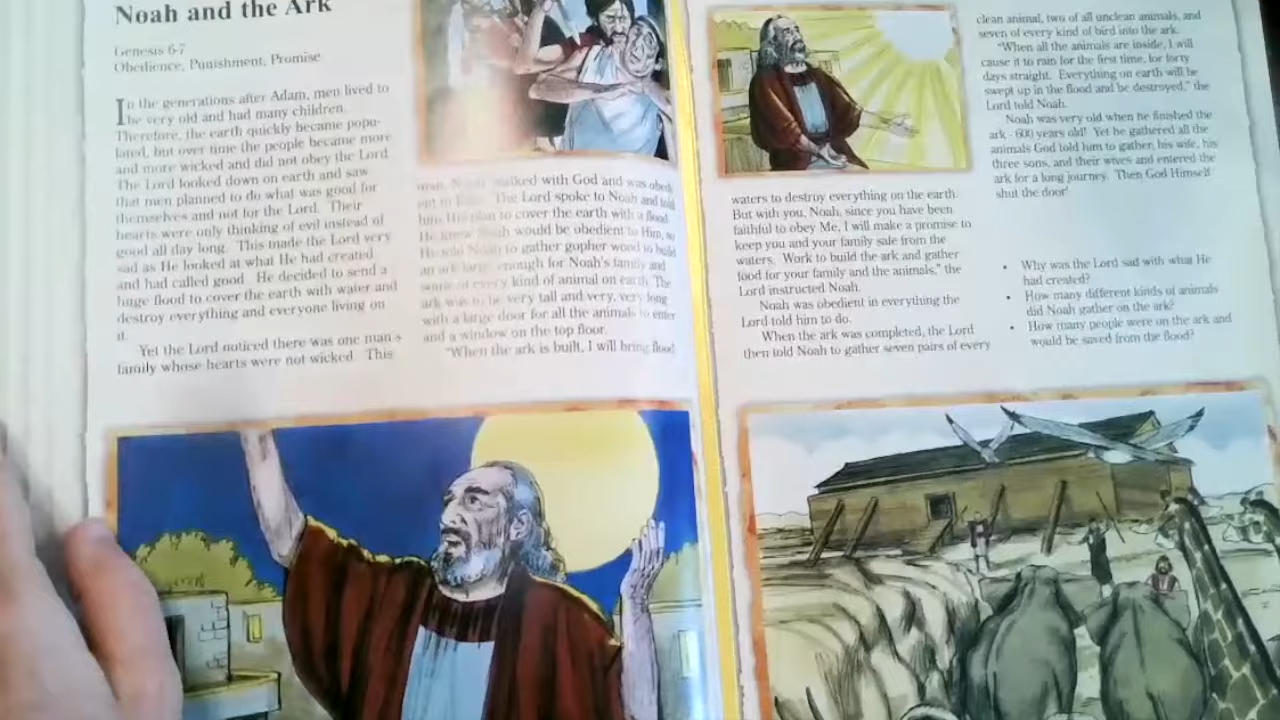 Noah and the Ark
Genesis 6-7
Obedience, Punishment, Promise
In the generations after Adam, men lived to
be very old and had many children.
Therefore, the earth quickly became popu-
lated, but over time the people became more
and more wicked and did not obey the Lord
The Lord looked down on earth and saw
that men planned to do what was good for
themselves and not for the Lord. Their
hearts were only thinking of evil instead of
good all day long. This made the Lord very
sad as He looked at what He had created
and had called good. He decided to send a
huge flood to cover the earth with water and
destroy everything and everyone living on
it.
Yet the Lord noticed there was one man's
family whose hearts were not wicked. This
man, Noah, walked with God and was obedi-
ent to Him. The Lord spoke to Noah and told
him His plan to cover the earth with a flood.
He knew Noah would be obedient to Him, so
He told Noah to gather gopher wood to build
an ark large enough for Noah's family and
some of every kind of animal on earth. The
ark was to be very tall and very, very long
with a large door for all the animals to enter
and a window on the top floor.
"When the ark is built, I will bring flood
waters to destroy everything on the earth.
But with you, Noah, since you have been
faithful to obey Me, I will make a promise to
keep you and your family safe from the
waters. Work to build the ark and gather
food for your family and the animals," the
Lord instructed Noah.
Noah was obedient in everything the
Lord told him to do.
When the ark was completed, the Lord
then told Noah to gather seven pairs of every
clean animal, two of all unclean animals, and
seven of every kind of bird into the ark.
"When all the animals are inside, I will
cause it to rain for the first time, for forty
days straight. Everything on earth will be
swept up in the flood and be destroyed," the
Lord told Noah.
Noah was very old when he finished the
ark - 600 years old! Yet he gathered all the
animals God told him to gather, his wife, his
three sons, and their wives and entered the
ark for a long journey. Then God Himself
shut the door!
• Why was the Lord sad with what He
had created?
• How many different kinds of animals
did Noah gather on the ark?
• How many people were on the ark and
would be saved from the flood?